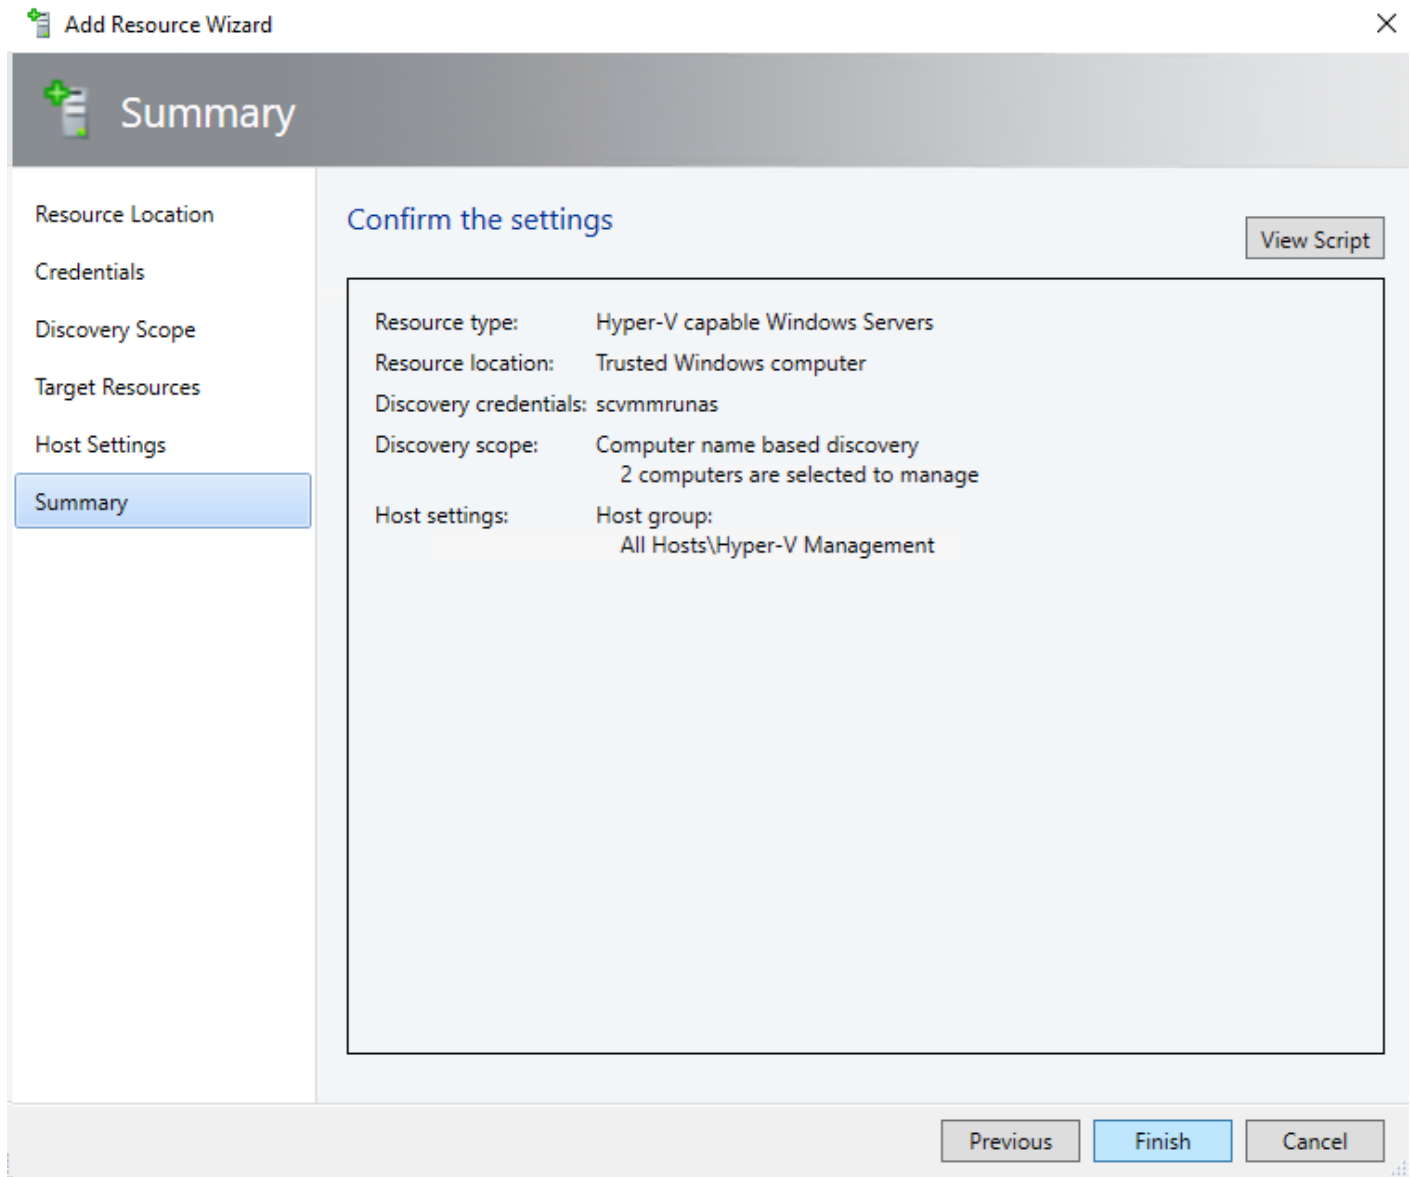 Add Resource Wizard
Summary
Resource Location
Credentials
Discovery Scope
Target Resources
Host Settings
Summary
Confirm the settings
View Script
Resource type: Hyper-V capable Windows Servers
Resource location: Trusted Windows computer
Discovery credentials: scvmmrunas
Discovery scope: Computer name based discovery
2 computers are selected to manage
Host settings: Host group:
All Hosts\Hyper-V Management
Previous Finish Cancel